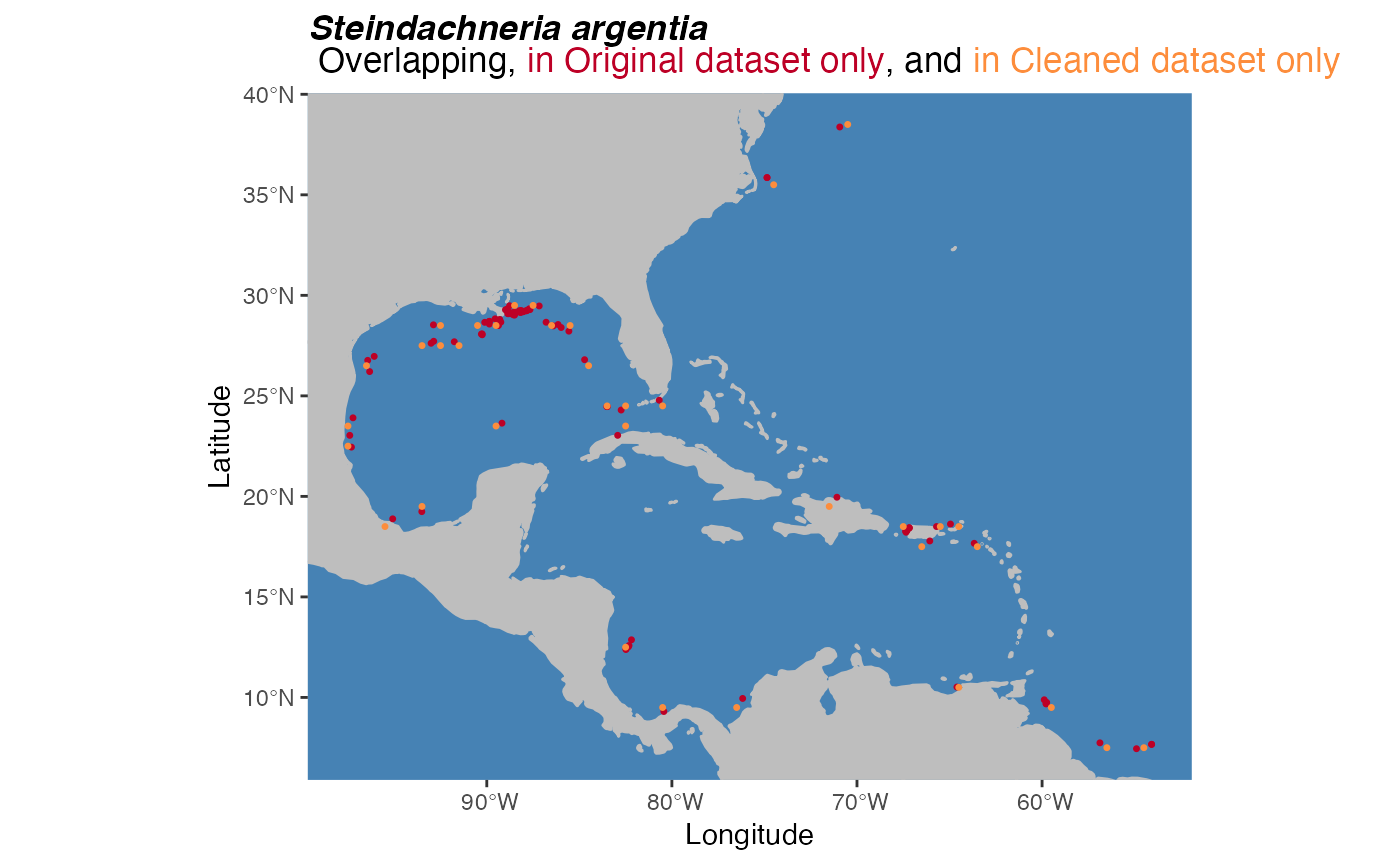 Steindachneria argentia
Overlapping, in Original dataset only, and in Cleaned dataset only
40°N
35°N
30°N
25°N
20°N
15°N
10°N
Latitude
90°W 80°W 70°W 60°W
Longitude